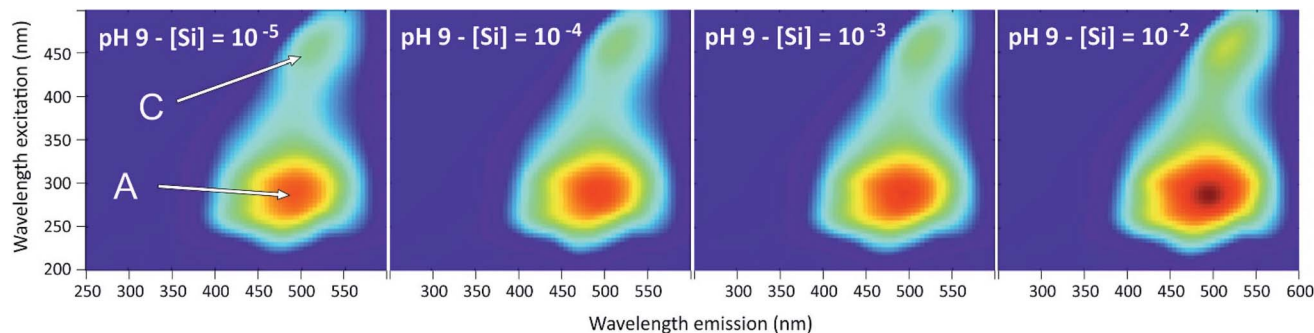 Wavelength excitation (nm)
450
400
350
300
250
200
pH 9 - [Si] = 10⁻⁵
pH 9 - [Si] = 10⁻⁴
pH 9 - [Si] = 10⁻³
pH 9 - [Si] = 10⁻²
C
A
250 300 350 400 450 500 550
300 350 400 450 500 550
300 350 400 450 500 550
300 350 400 450 500 550 600
Wavelength emission (nm)